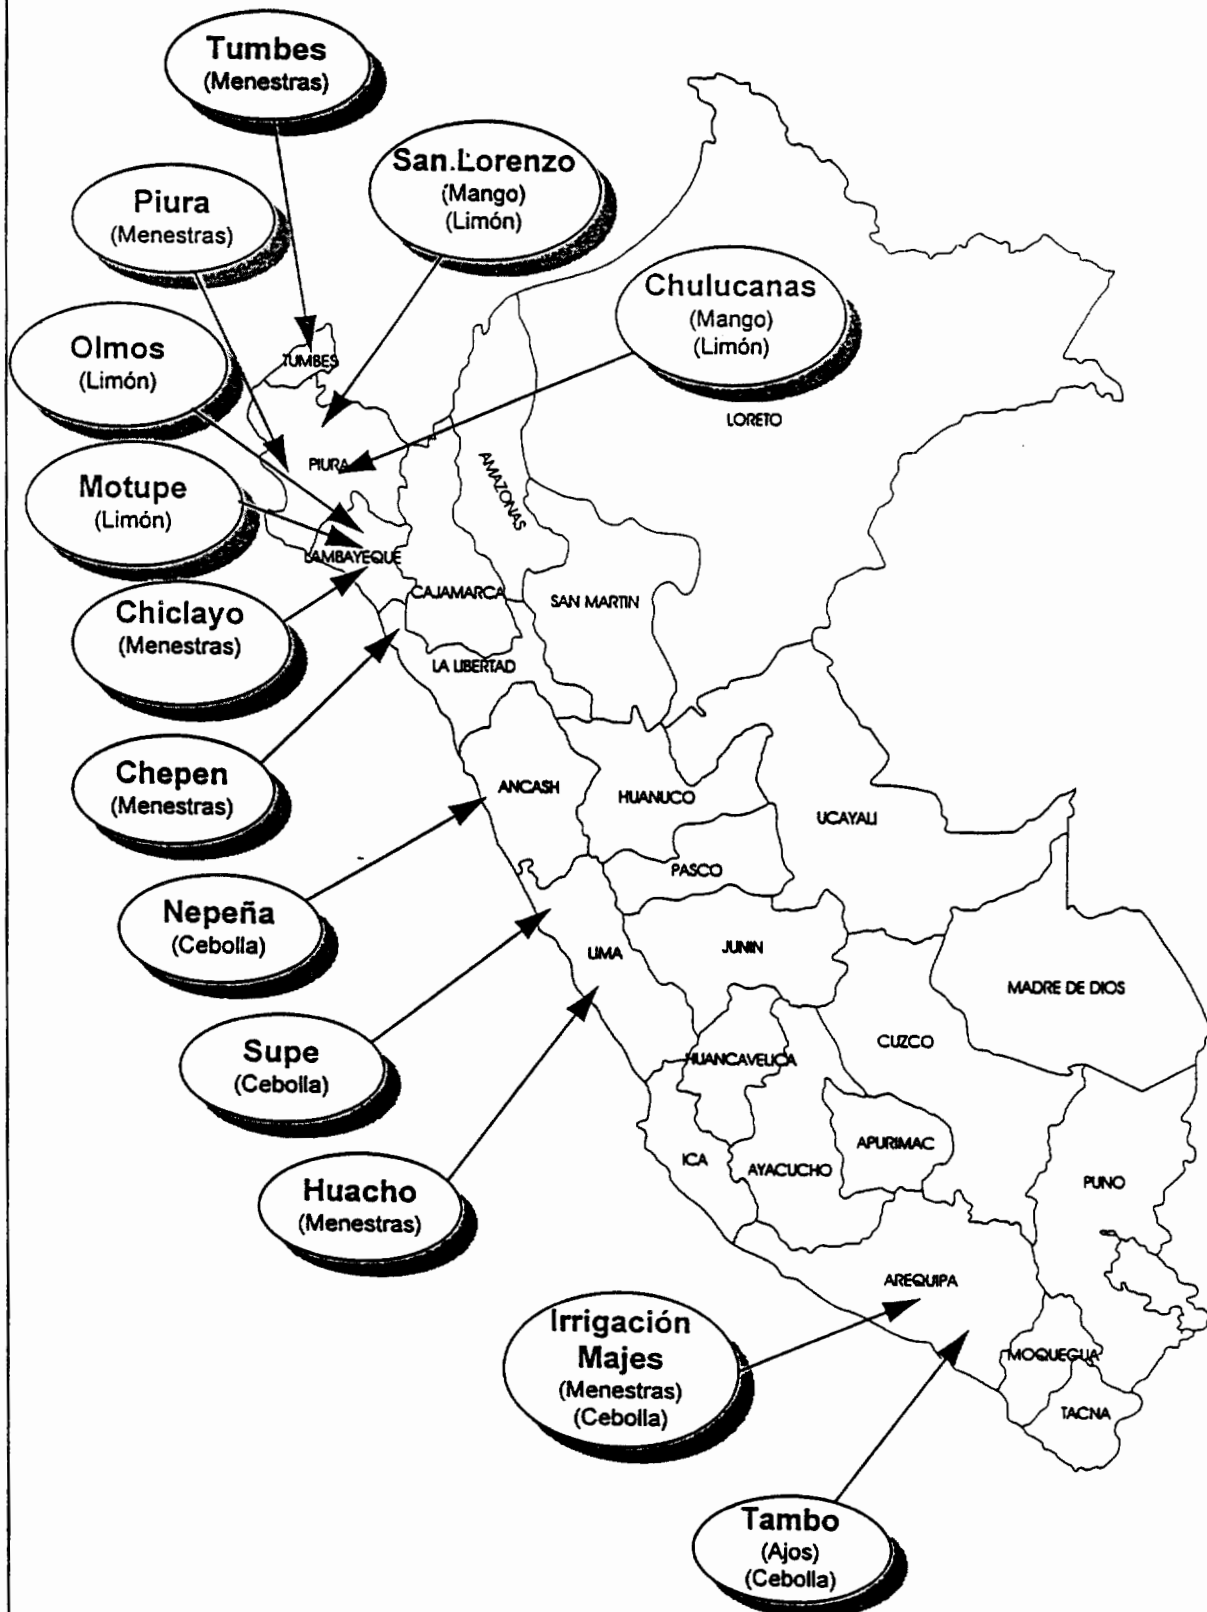 Tumbes
(Menestras)
San.Lorenzo
(Mango)
(Limón)
Piura
(Menestras)
Chulucanas
(Mango)
(Limón)
Olmos
(Limón)
Motupe
(Limón)
Chiclayo
(Menestras)
Chepen
(Menestras)
Nepeña
(Cebolla)
Supe
(Cebolla)
Huacho
(Menestras)
Irrigación
Majes
(Menestras)
(Cebolla)
Tambo
(Ajos)
(Cebolla)
TUMBES
LORETO
PIURA
AMAZONAS
LAMBAYEQUE
CAJAMARCA
SAN MARTIN
LA LIBERTAD
ANCASH
HUANUCO
UCAYALI
PASCO
LIMA
JUNIN
MADRE DE DIOS
CUZCO
HUANCAVELICA
ICA
AYACUCHO
APURIMAC
PUNO
AREQUIPA
MOQUEGUA
TACNA